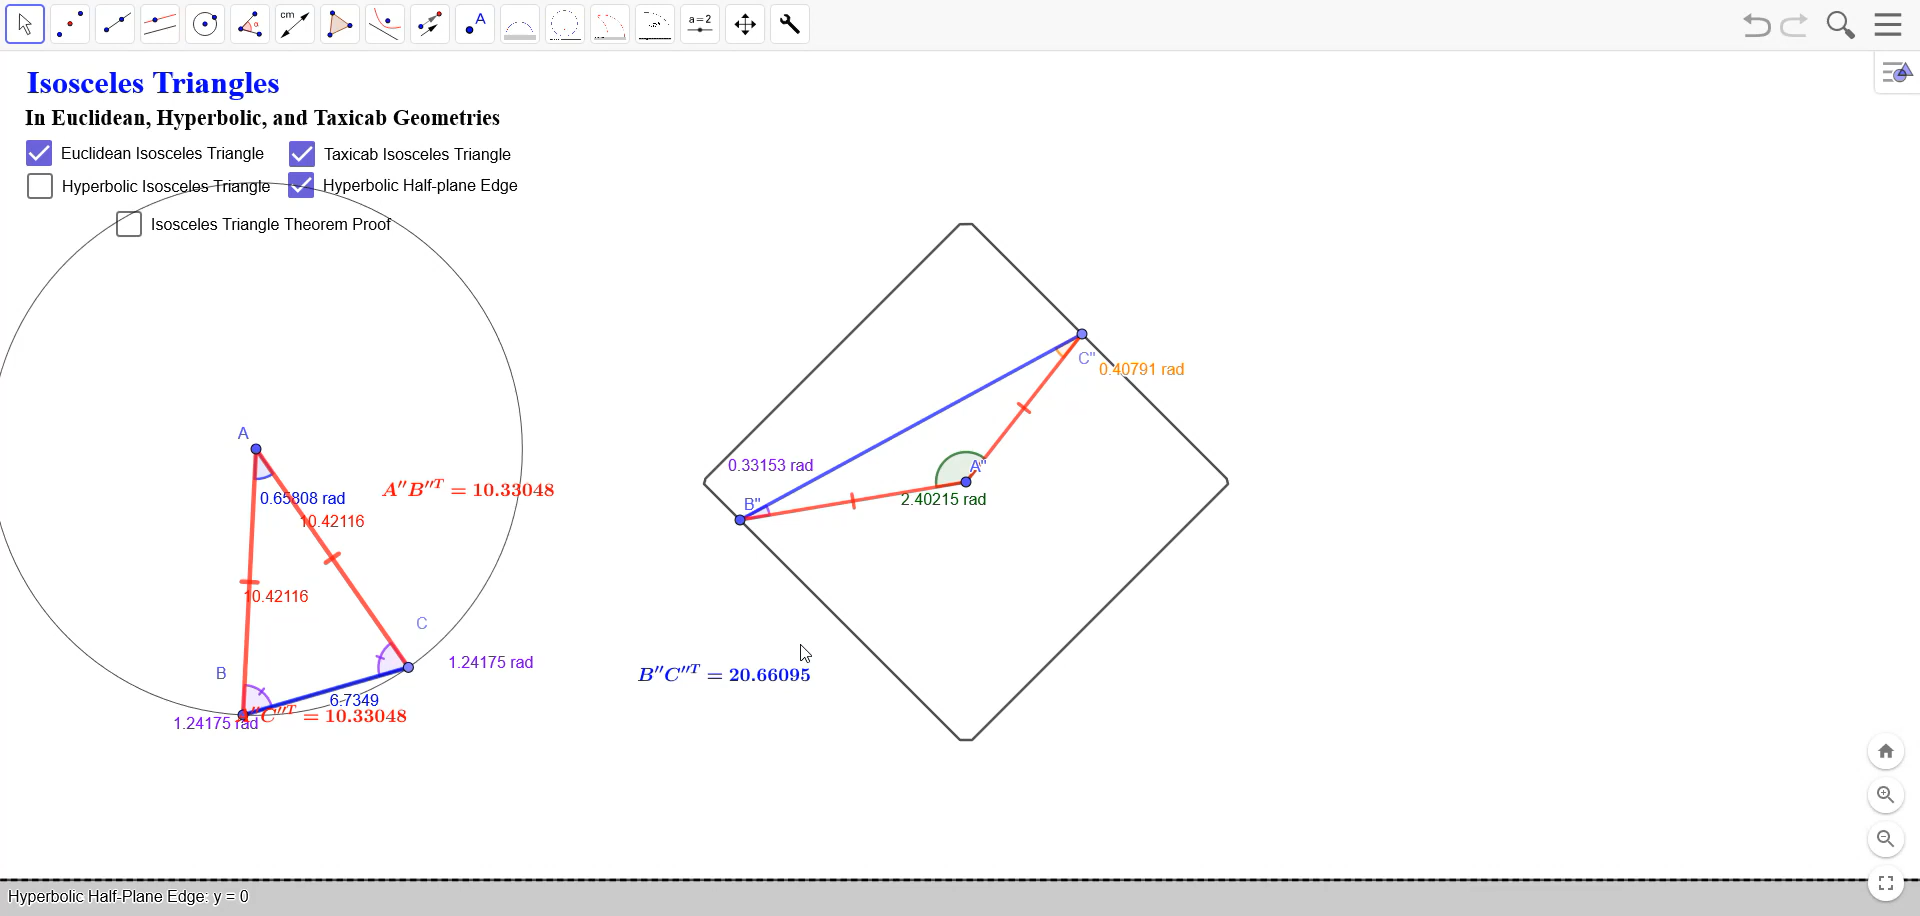 cm
A
a=2
Isosceles Triangles
In Euclidean, Hyperbolic, and Taxicab Geometries
Euclidean Isosceles Triangle
Taxicab Isosceles Triangle
Hyperbolic Isosceles Triangle
Hyperbolic Half-plane Edge
Isosceles Triangle Theorem Proof
C"
0.40791 rad
A
0.33153 rad
A"
A″B″ᵀ = 10.33048
0.65808 rad
B"
2.40215 rad
10.42116
10.42116
C
1.24175 rad
B
B″C″ᵀ = 20.66095
6.7349
A″C″ᵀ = 10.33048
1.24175 rad
Hyperbolic Half-Plane Edge: y = 0